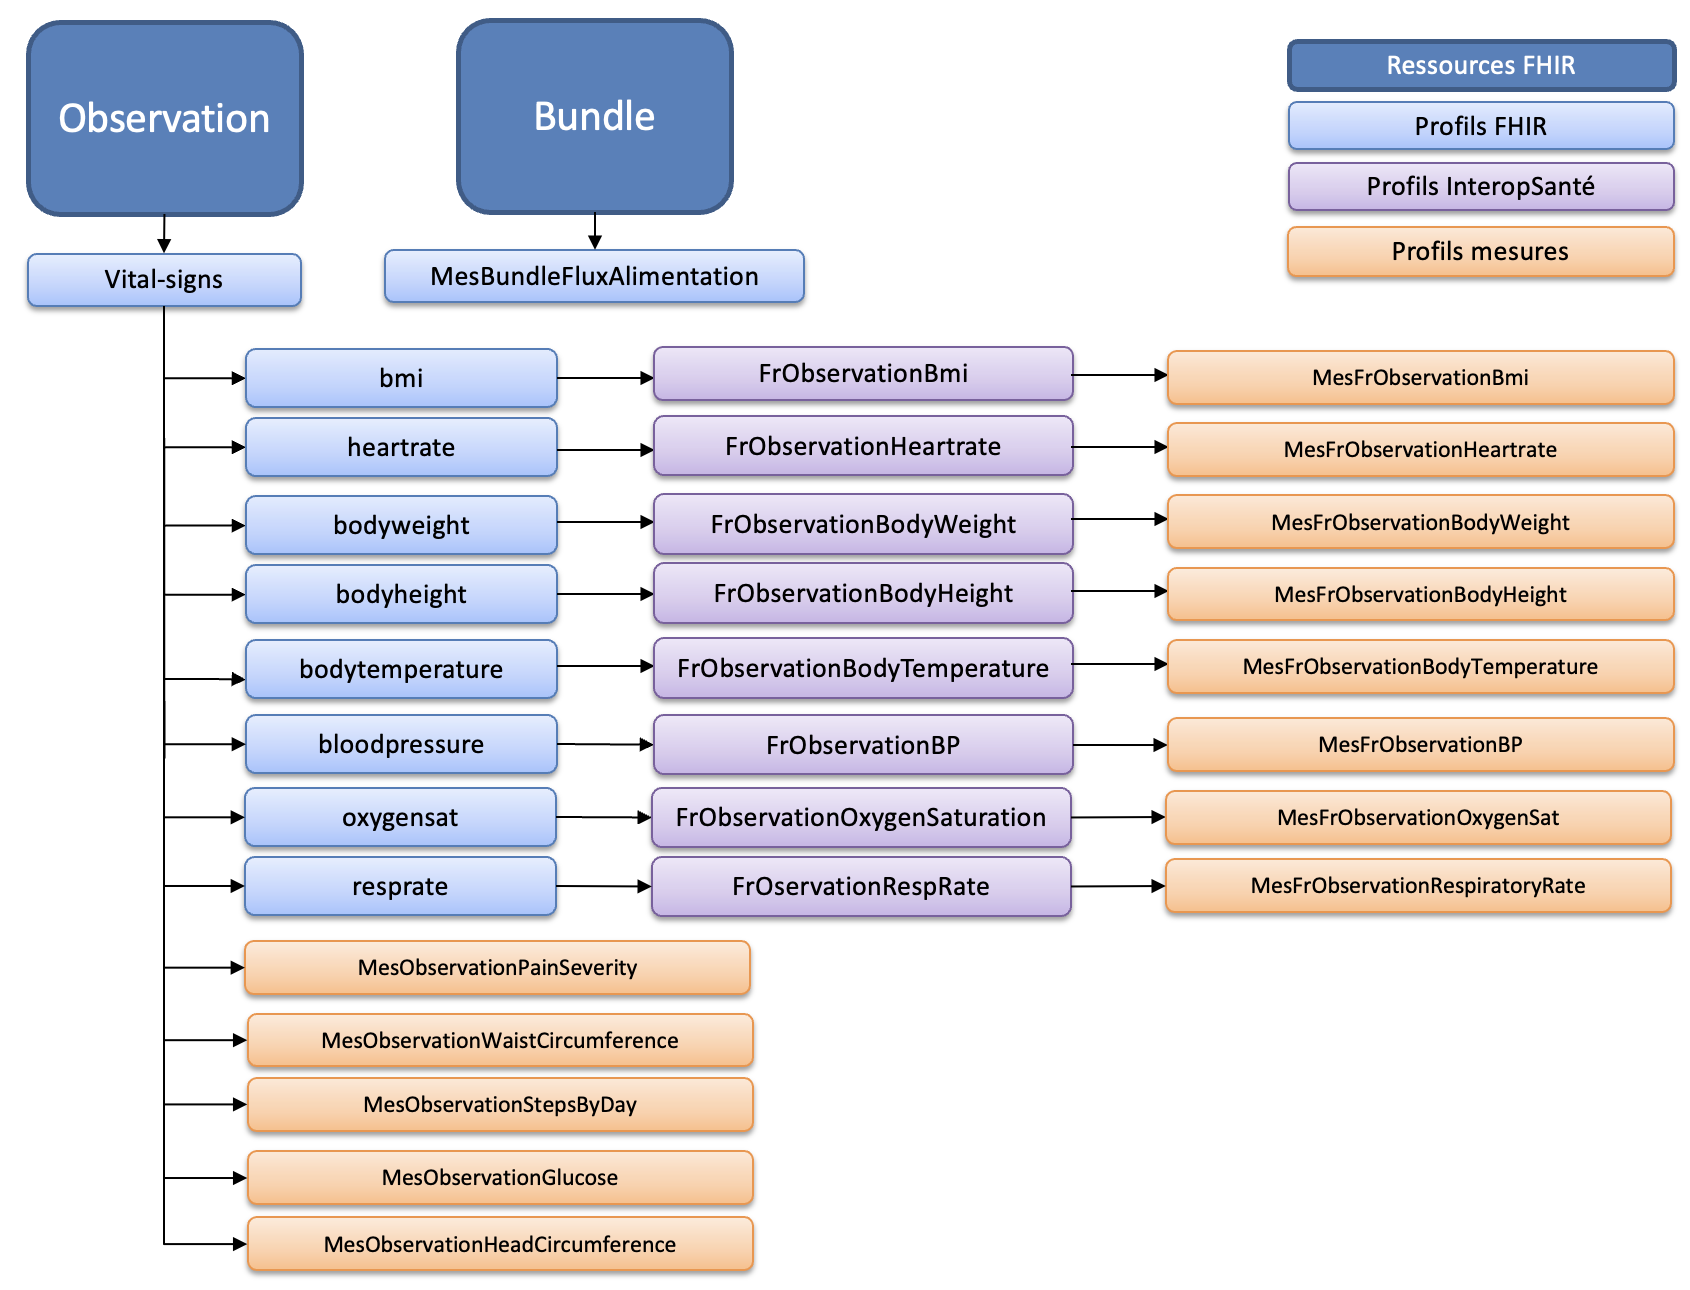 Observation
Bundle
Ressources FHIR
Profils FHIR
Profils InteropSanté
Profils mesures
Vital-signs
MesBundleFluxAlimentation
bmi
FrObservationBmi
MesFrObservationBmi
heartrate
FrObservationHeartrate
MesFrObservationHeartrate
bodyweight
FrObservationBodyWeight
MesFrObservationBodyWeight
bodyheight
FrObservationBodyHeight
MesFrObservationBodyHeight
bodytemperature
FrObservationBodyTemperature
MesFrObservationBodyTemperature
bloodpressure
FrObservationBP
MesFrObservationBP
oxygensat
FrObservationOxygenSaturation
MesFrObservationOxygenSat
resprate
FrOservationRespRate
MesFrObservationRespiratoryRate
MesObservationPainSeverity
MesObservationWaistCircumference
MesObservationStepsByDay
MesObservationGlucose
MesObservationHeadCircumference